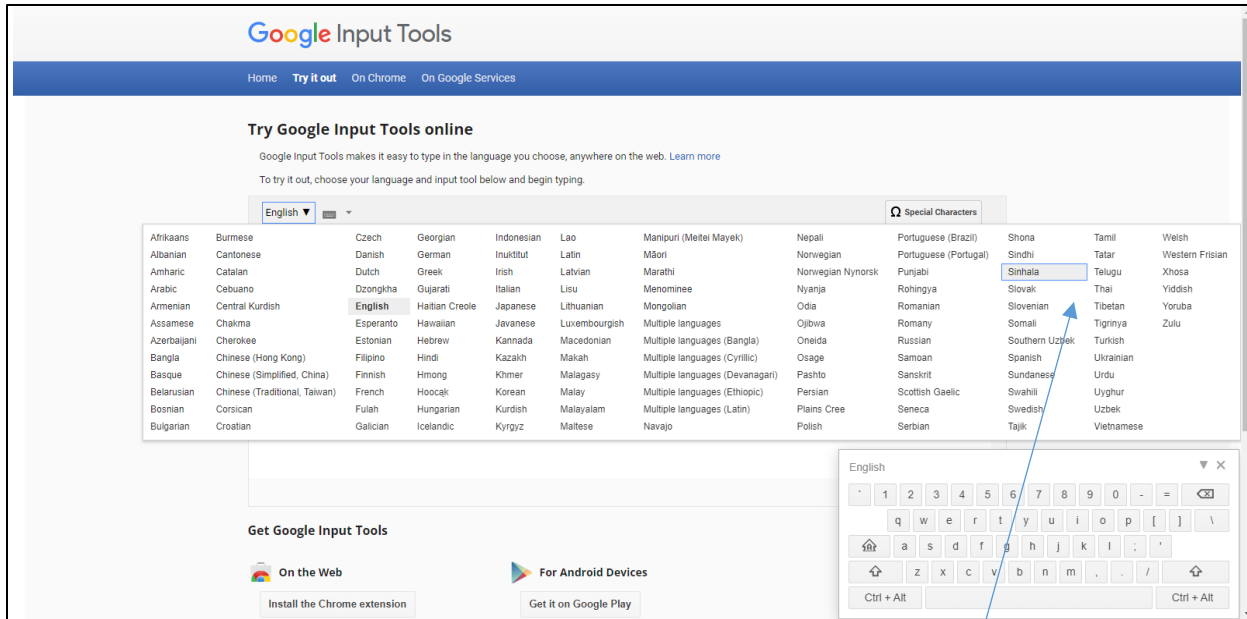 Google Input Tools
Home Try it out On Chrome On Google Services
Try Google Input Tools online
Google Input Tools makes it easy to type in the language you choose, anywhere on the web. Learn more
To try it out, choose your language and input tool below and begin typing.
English ▼ Ω Special Characters
Afrikaans Burmese Czech Georgian Indonesian Lao Manipuri (Meitei Mayek) Nepali Portuguese (Brazil) Shona Tamil Welsh
Albanian Cantonese Danish German Inuktitut Latin Māori Norwegian Portuguese (Portugal) Sindhi Tatar Western Frisian
Amharic Catalan Dutch Greek Irish Latvian Marathi Norwegian Nynorsk Punjabi Sinhala Telugu Xhosa
Arabic Cebuano Dzongkha Gujarati Italian Lisu Menominee Nyanja Rohingya Slovak Thai Yiddish
Armenian Central Kurdish English Haitian Creole Japanese Lithuanian Mongolian Odia Romanian Slovenian Tibetan Yoruba
Assamese Chakma Esperanto Hawaiian Javanese Luxembourgish Multiple languages Ojibwa Romany Somali Tigrinya Zulu
Azerbaijani Cherokee Estonian Hebrew Kannada Macedonian Multiple languages (Bangla) Oneida Russian Southern Uzbek Turkish
Bangla Chinese (Hong Kong) Filipino Hindi Kazakh Makah Multiple languages (Cyrillic) Osage Samoan Spanish Ukrainian
Basque Chinese (Simplified, China) Finnish Hmong Khmer Malagasy Multiple languages (Devanagari) Pashto Sanskrit Sundanese Urdu
Belarusian Chinese (Traditional, Taiwan) French Hoocąk Korean Malay Multiple languages (Ethiopic) Persian Scottish Gaelic Swahili Uyghur
Bosnian Corsican Fulah Hungarian Kurdish Malayalam Multiple languages (Latin) Plains Cree Seneca Swedish Uzbek
Bulgarian Croatian Galician Icelandic Kyrgyz Maltese Navajo Polish Serbian Tajik Vietnamese
English
` 1 2 3 4 5 6 7 8 9 0 - =
q w e r t y u i o p [ ] \
a s d f g h j k l ; '
z x c v b n m , . /
Ctrl + Alt Ctrl + Alt
Get Google Input Tools
On the Web For Android Devices
Install the Chrome extension Get it on Google Play